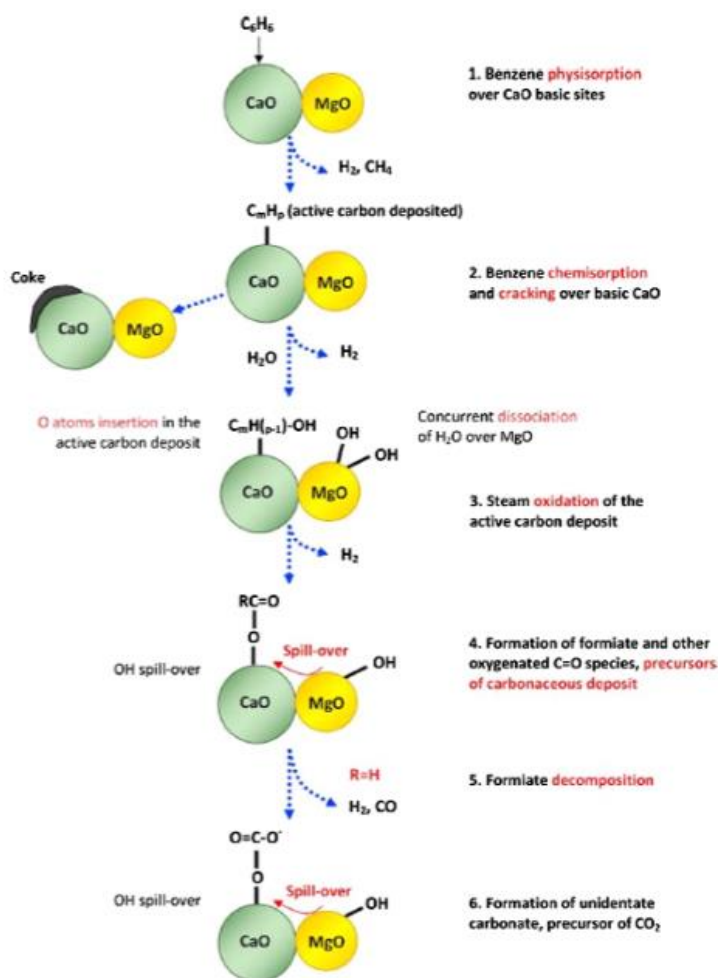 C₆H₆
CaO
MgO
1. Benzene physisorption
over CaO basic sites
H₂, CH₄
CₘHₚ (active carbon deposited)
Coke
CaO
MgO
CaO
MgO
2. Benzene chemisorption
and cracking over basic CaO
H₂O
H₂
O atoms insertion in the
active carbon deposit
CₘH(ₚ₋₁)-OH
OH
OH
Concurrent dissociation
of H₂O over MgO
CaO
MgO
3. Steam oxidation of the
active carbon deposit
H₂
RC=O
O
Spill-over
OH
OH spill-over
CaO
MgO
4. Formation of formiate and other
oxygenated C=O species, precursors
of carbonaceous deposit
R=H
H₂, CO
5. Formiate decomposition
O=C-O⁻
O
Spill-over
OH
OH spill-over
CaO
MgO
6. Formation of unidentate
carbonate, precursor of CO₂